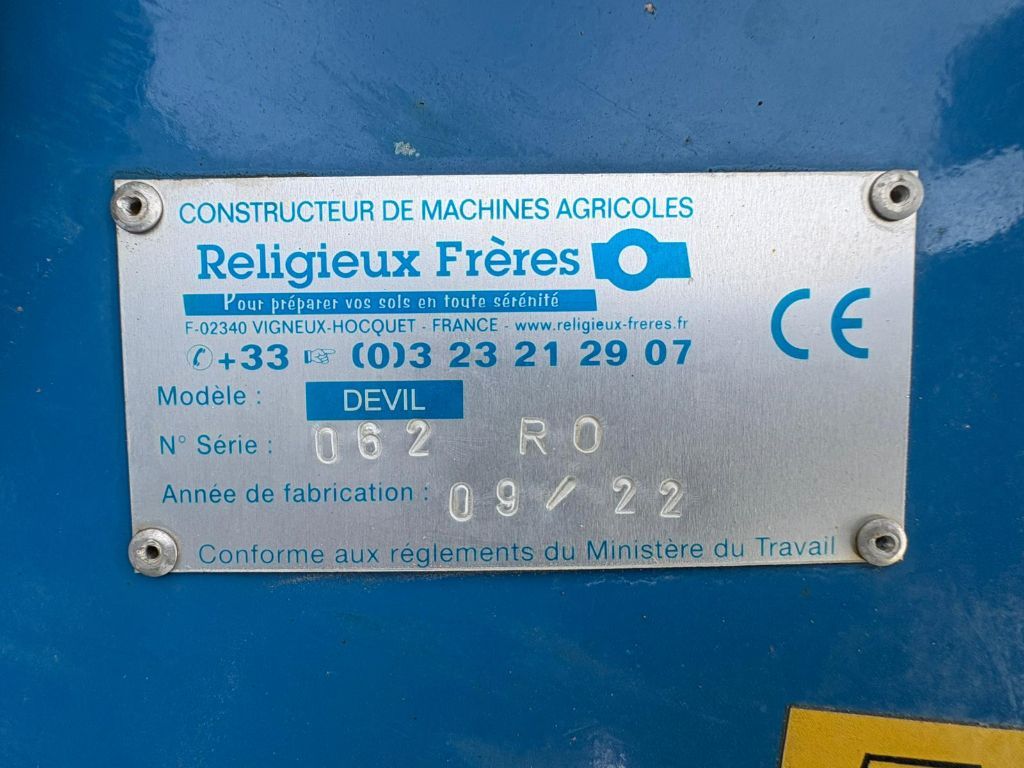 CONSTRUCTEUR DE MACHINES AGRICOLES
Religieux Frères
Pour préparer vos sols en toute sérénité
F-02340 VIGNEUX-HOCQUET - FRANCE - www.religieux-freres.fr
✆ +33 ☞ (0)3 23 21 29 07
CE
Modèle : DEVIL
N° Série : 062 RO
Année de fabrication : 09/22
Conforme aux réglements du Ministère du Travail